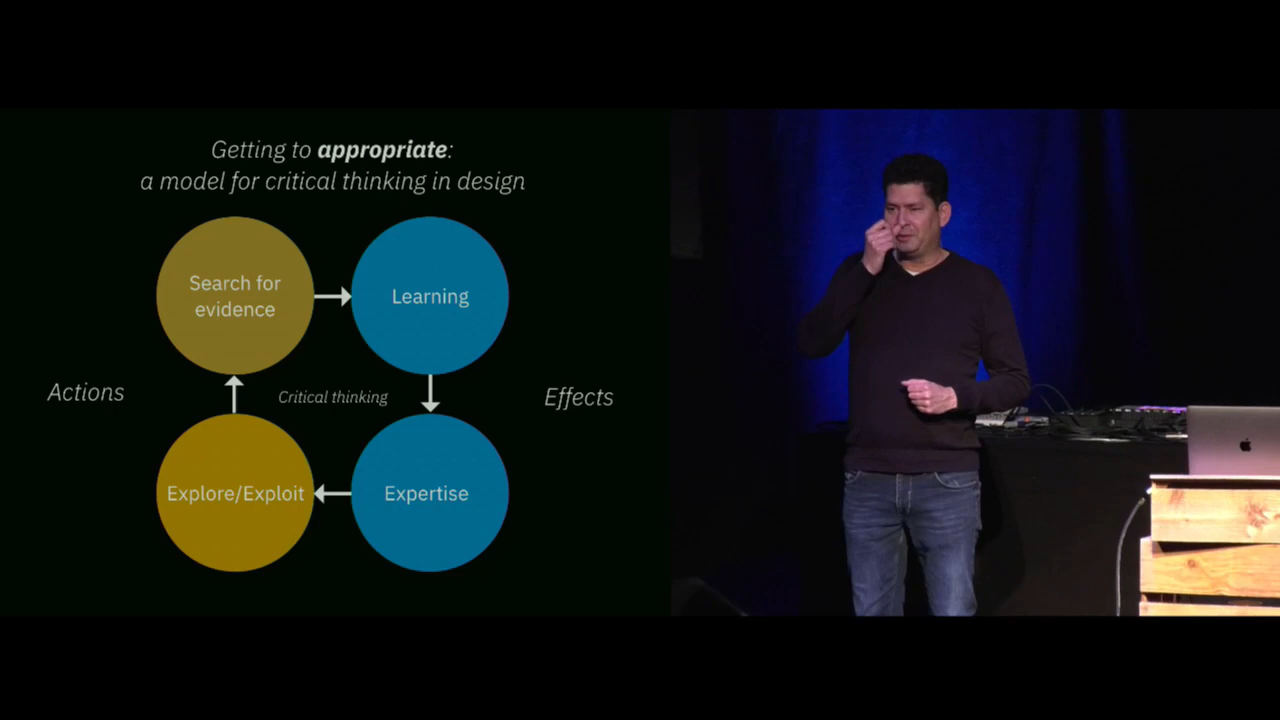 Getting to appropriate:
a model for critical thinking in design
Search for
evidence
Learning
Actions
Critical thinking
Effects
Explore/Exploit
Expertise